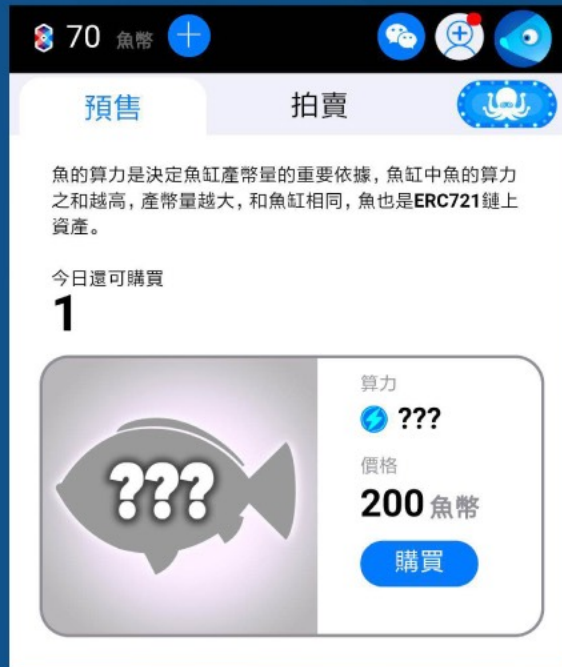 70 魚幣
預售
拍賣
魚的算力是決定魚缸產幣量的重要依據，魚缸中魚的算力
之和越高，產幣量越大，和魚缸相同，魚也是ERC721鏈上
資產。
今日還可購買
1
???
算力
???
價格
200 魚幣
購買